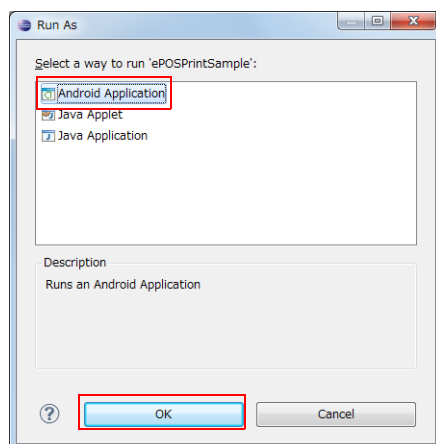 Run As
Select a way to run 'ePOSPrintSample':
Android Application
Java Applet
Java Application
Description
Runs an Android Application
?
OK
Cancel